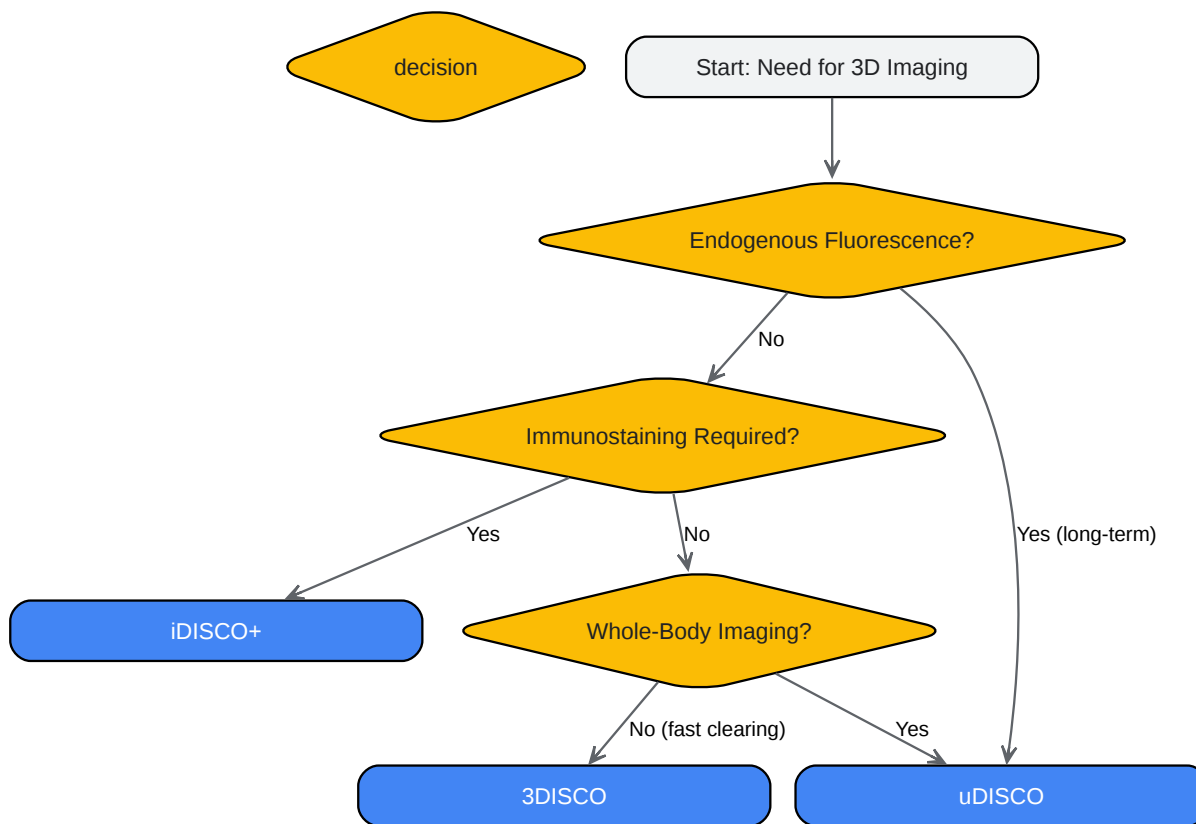 decision
Start: Need for 3D Imaging
Endogenous Fluorescence?
No
Immunostaining Required?
Yes
No
Yes (long-term)
iDISCO+
Whole-Body Imaging?
No (fast clearing)
Yes
3DISCO
uDISCO